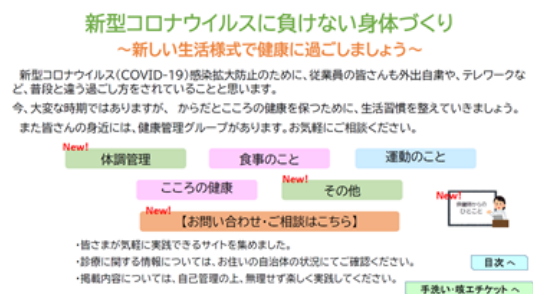 新型コロナウイルスに負けない身体づくり
～新しい生活様式で健康に過ごしましょう～
新型コロナウイルス(COVID-19)感染拡大防止のために、従業員の皆さんも外出自粛や、テレワークな
ど、普段と違う過ごし方をされていることと思います。
今、大変な時期ではありますが、 からだとこころの健康を保つために、生活習慣を整えていきましょう。
また皆さんの身近には、健康管理グループがあります。お気軽にご相談ください。
New!
体調管理
食事のこと
運動のこと
こころの健康
New!
その他
New!
ひとこと
New!
【お問い合わせ・ご相談はこちら】
・皆さまが気軽に実践できるサイトを集めました。
・診療に関する情報については、お住いの自治体の状況にてご確認ください。
・掲載内容については、自己管理の上、無理せず楽しく実践してください。
目次 へ
手洗い・咳エチケット へ